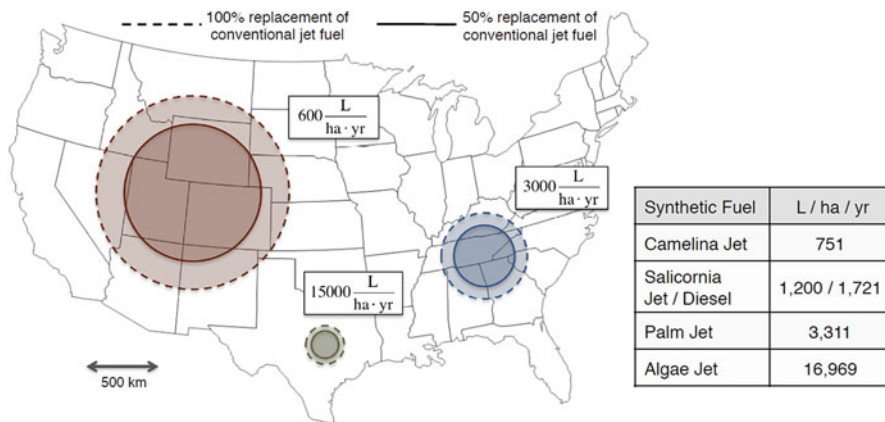 100% replacement of
conventional jet fuel
50% replacement of
conventional jet fuel
600 L
ha · yr
3000 L
ha · yr
15000 L
ha · yr
500 km
Synthetic Fuel L / ha / yr
Camelina Jet 751
Salicornia
Jet / Diesel 1,200 / 1,721
Palm Jet 3,311
Algae Jet 16,969